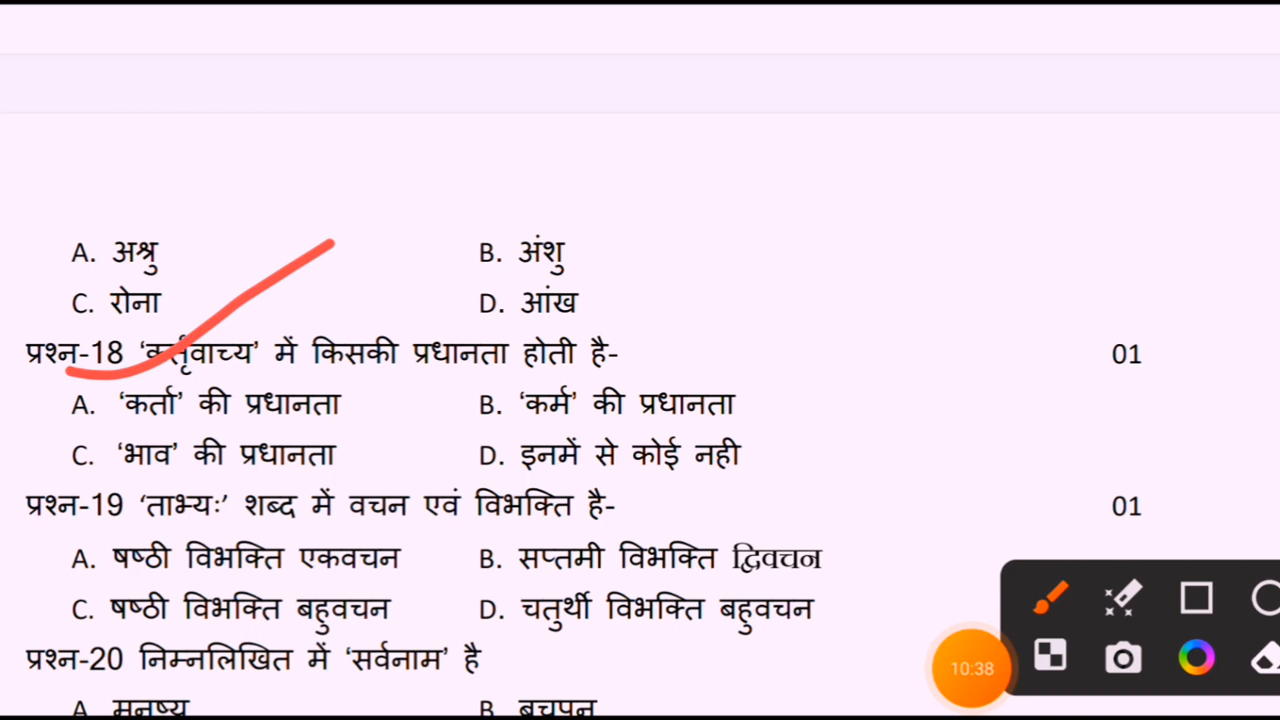 A. अश्रु B. अंशु
C. रोना D. आंख
प्रश्न-18 ‘कर्तृवाच्य’ में किसकी प्रधानता होती है- 01
A. ‘कर्ता’ की प्रधानता B. ‘कर्म’ की प्रधानता
C. ‘भाव’ की प्रधानता D. इनमें से कोई नही
प्रश्न-19 ‘ताभ्यः’ शब्द में वचन एवं विभक्ति है- 01
A. षष्ठी विभक्ति एकवचन B. सप्तमी विभक्ति द्विवचन
C. षष्ठी विभक्ति बहुवचन D. चतुर्थी विभक्ति बहुवचन
प्रश्न-20 निम्नलिखित में ‘सर्वनाम’ है
A मनुष्य B बचपन
10:38